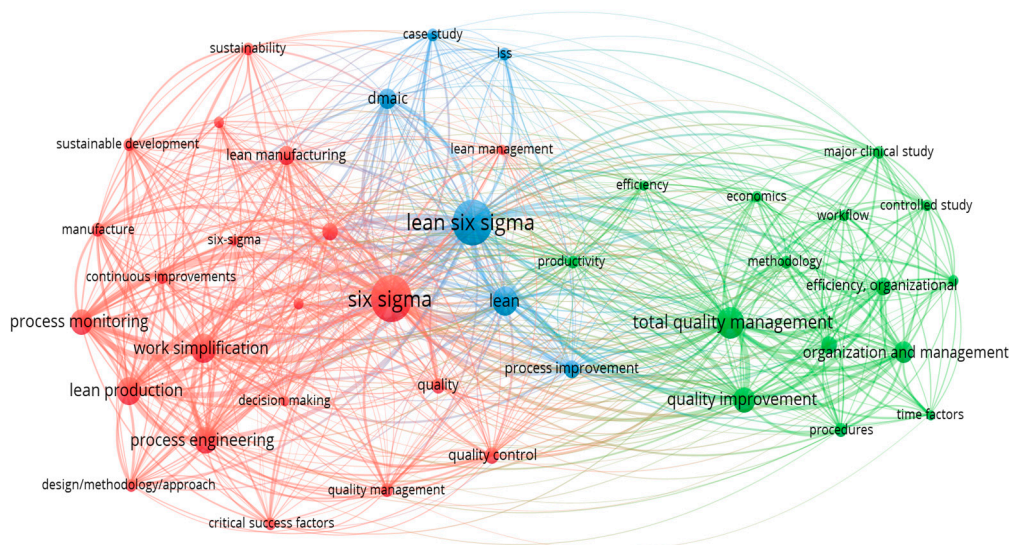 case study
sustainability
lss
dmaic
sustainable development
lean manufacturing
lean management
major clinical study
efficiency
economics
controlled study
workflow
manufacture
six-sigma
lean six sigma
productivity
methodology
continuous improvements
efficiency, organizational
six sigma
lean
process monitoring
total quality management
work simplification
organization and management
process improvement
lean production
quality
decision making
quality improvement
time factors
process engineering
procedures
quality control
design/methodology/approach
quality management
critical success factors